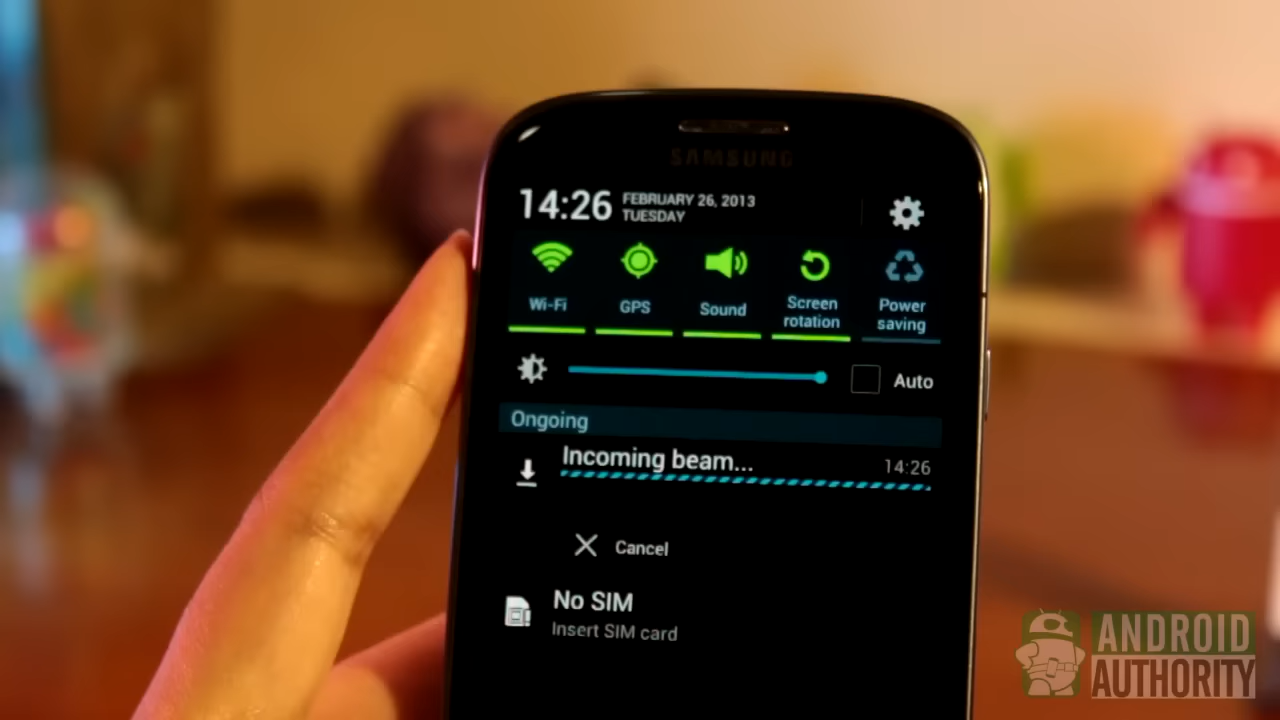 SAMSUNG
14:26 FEBRUARY 26, 2013
TUESDAY
Wi-Fi GPS Sound Screen rotation Power saving
Auto
Ongoing
Incoming beam... 14:26
Cancel
No SIM
Insert SIM card
ANDROID
AUTHORITY